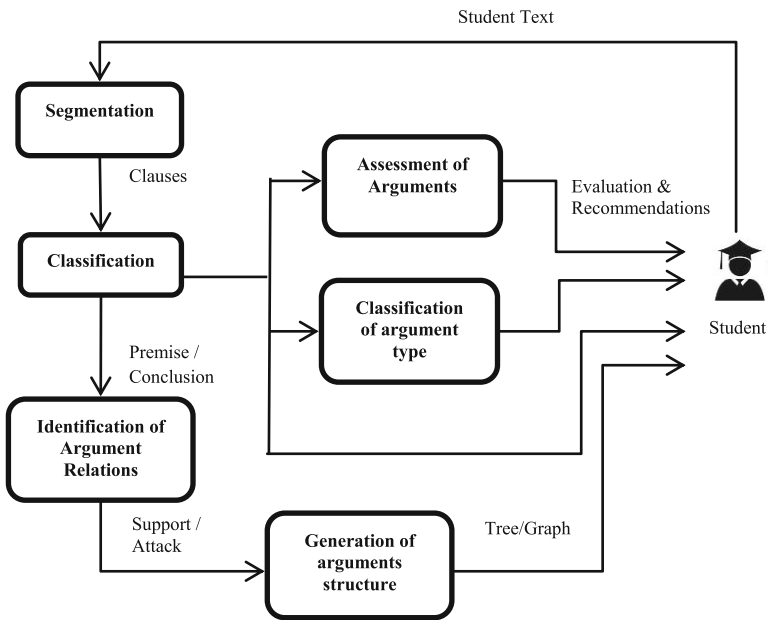 Student Text
Segmentation
Clauses
Assessment of
Arguments
Evaluation &
Recommendations
Classification
Classification
of argument
type
Student
Premise /
Conclusion
Identification of
Argument
Relations
Support /
Attack
Generation of
arguments
structure
Tree/Graph